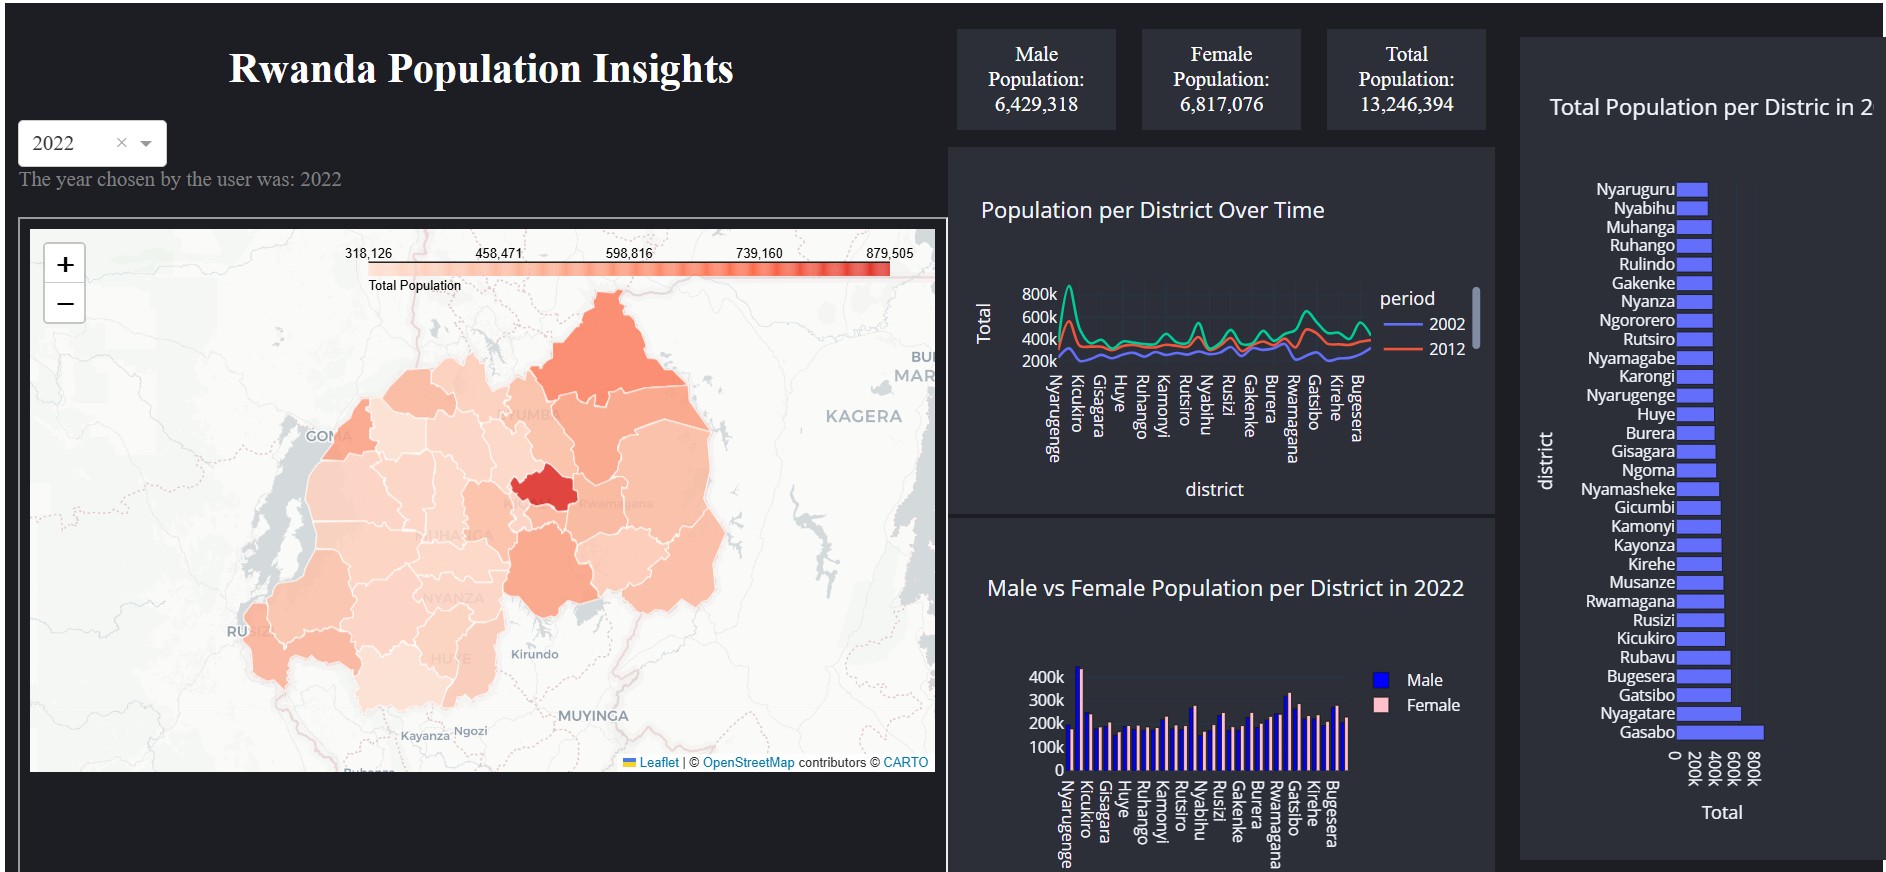 Rwanda Population Insights
2022
The year chosen by the user was: 2022
+
−
318,126 458,471 598,816 739,160 879,505
Total Population
GOMA
BU
MAR
KAGERA
Rwamagana
MUHANGA
NYANZA
RUSIZI
HUYE
Kirundo
MUYINGA
Kayanza
Ngozi
Leaflet | © OpenStreetMap contributors © CARTO
Male
Population:
6,429,318
Female
Population:
6,817,076
Total
Population:
13,246,394
Population per District Over Time
Total
800k
600k
400k
200k
Nyarugenge
Kicukiro
Gisagara
Huye
Ruhango
Kamonyi
Rutsiro
Nyabihu
Rusizi
Gakenke
Burera
Rwamagana
Gatsibo
Kirehe
Bugesera
district
period
2002
2012
Male vs Female Population per District in 2022
400k
300k
200k
100k
0
Nyarugenge
Kicukiro
Gisagara
Huye
Ruhango
Kamonyi
Rutsiro
Nyabihu
Rusizi
Gakenke
Burera
Rwamagana
Gatsibo
Kirehe
Bugesera
Male
Female
Total Population per Distric in 2
district
Nyaruguru
Nyabihu
Muhanga
Ruhango
Rulindo
Gakenke
Nyanza
Ngororero
Rutsiro
Nyamagabe
Karongi
Nyarugenge
Huye
Burera
Gisagara
Ngoma
Nyamasheke
Gicumbi
Kamonyi
Kayonza
Kirehe
Musanze
Rwamagana
Rusizi
Kicukiro
Rubavu
Bugesera
Gatsibo
Nyagatare
Gasabo
0
200k
400k
600k
800k
Total